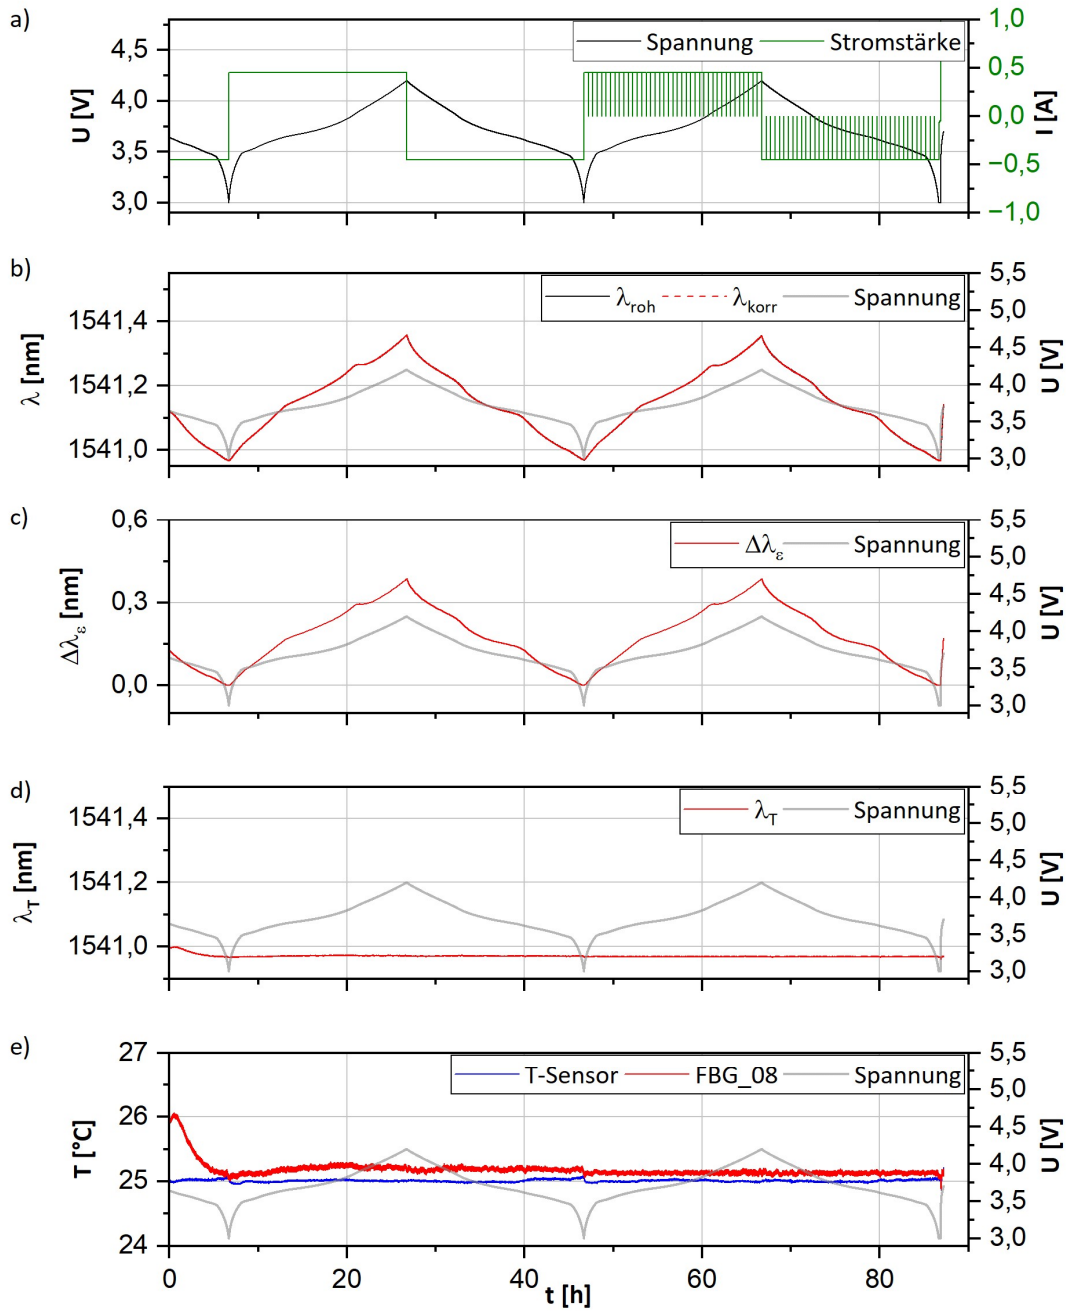 a)
Spannung Stromstärke
U [V]
4,5
4,0
3,5
3,0
1,0
0,5
0,0
−0,5
−1,0
I [A]
b)
λroh λkorr Spannung
λ [nm]
1541,4
1541,2
1541,0
5,5
5,0
4,5
4,0
3,5
3,0
U [V]
c)
Δλε Spannung
Δλε [nm]
0,6
0,3
0,0
5,5
5,0
4,5
4,0
3,5
3,0
U [V]
d)
λT Spannung
λT [nm]
1541,4
1541,2
1541,0
5,5
5,0
4,5
4,0
3,5
3,0
U [V]
e)
T-Sensor FBG_08 Spannung
T [°C]
27
26
25
24
5,5
5,0
4,5
4,0
3,5
3,0
U [V]
0 20 40 60 80
t [h]